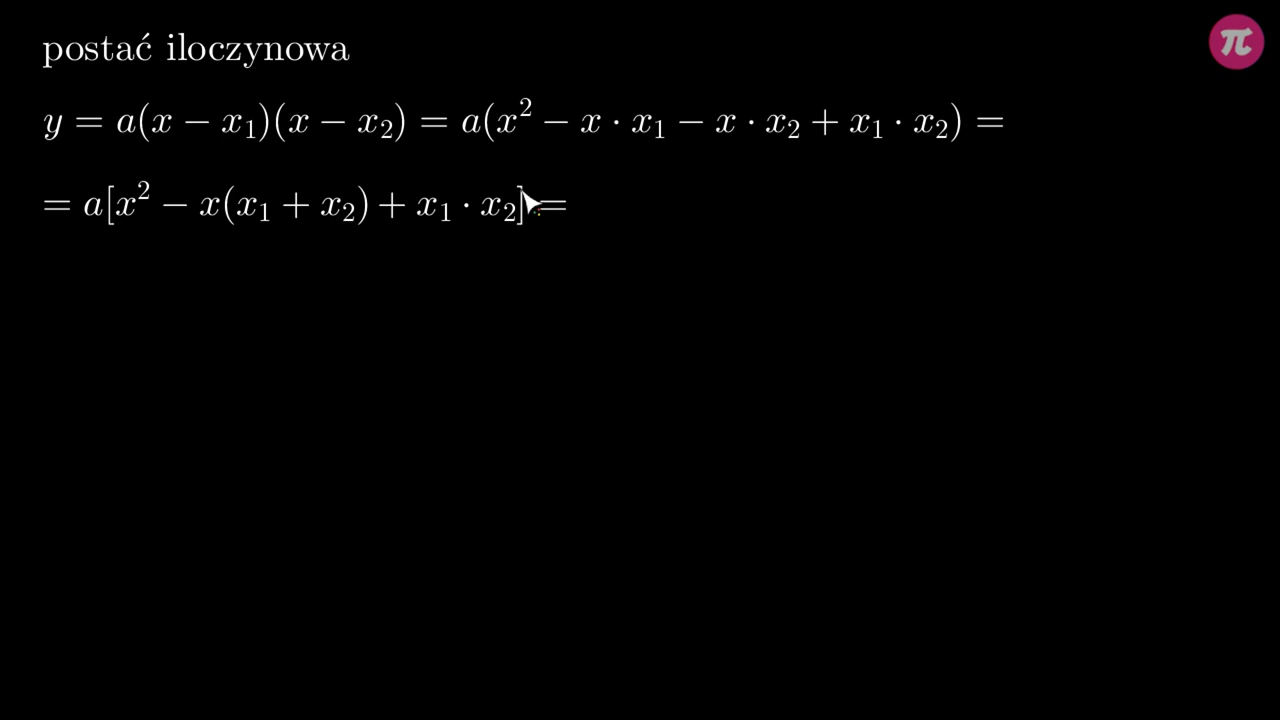 postać iloczynowa
y = a(x − x₁)(x − x₂) = a(x² − x · x₁ − x · x₂ + x₁ · x₂) =
= a[x² − x(x₁ + x₂) + x₁ · x₂] =
π